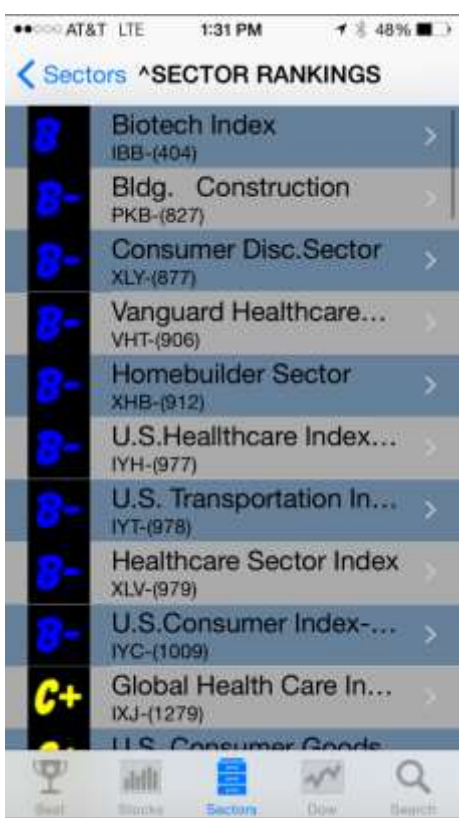 AT&T LTE 1:31 PM 48%
Sectors ^SECTOR RANKINGS
B Biotech Index
IBB-(404)
B- Bldg. Construction
PKB-(827)
B- Consumer Disc.Sector
XLY-(877)
B- Vanguard Healthcare...
VHT-(906)
B- Homebuilder Sector
XHB-(912)
B- U.S.Heallthcare Index...
IYH-(977)
B- U.S. Transportation In...
IYT-(978)
B- Healthcare Sector Index
XLV-(979)
B- U.S.Consumer Index-...
IYC-(1009)
C+ Global Health Care In...
IXJ-(1279)
U.S. Consumer Goods
Best Stocks Sectors Dow Search